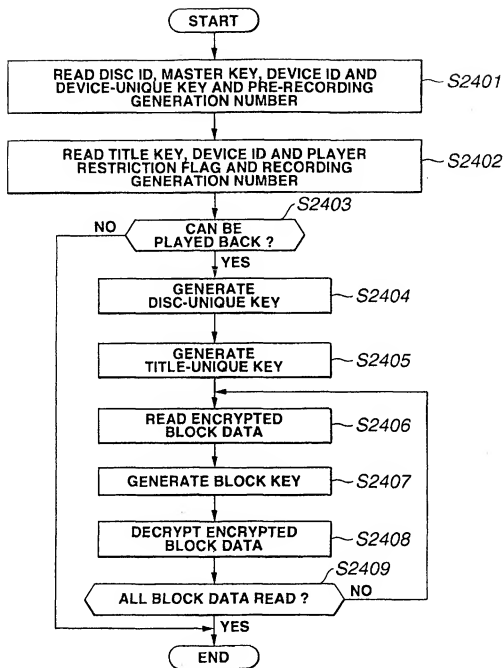 START
READ DISC ID, MASTER KEY, DEVICE ID AND
DEVICE-UNIQUE KEY AND PRE-RECORDING
GENERATION NUMBER
S2401
READ TITLE KEY, DEVICE ID AND PLAYER
RESTRICTION FLAG AND RECORDING
GENERATION NUMBER
S2402
S2403
NO
CAN BE
PLAYED BACK ?
YES
GENERATE
DISC-UNIQUE KEY
S2404
GENERATE
TITLE-UNIQUE KEY
S2405
READ ENCRYPTED
BLOCK DATA
S2406
GENERATE BLOCK KEY
S2407
DECRYPT ENCRYPTED
BLOCK DATA
S2408
S2409
ALL BLOCK DATA READ ?
NO
YES
END